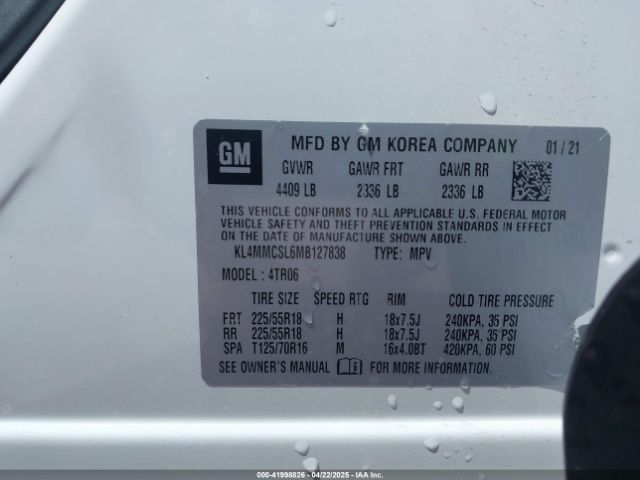 GM
MFD BY GM KOREA COMPANY 01/21
GVWR GAWR FRT GAWR RR
4409 LB 2336 LB 2336 LB
THIS VEHICLE CONFORMS TO ALL APPLICABLE U.S. FEDERAL MOTOR
VEHICLE SAFETY AND THEFT PREVENTION STANDARDS IN EFFECT
ON THE DATE OF MANUFACTURE SHOWN ABOVE.
KL4MMCSL6MB127838 TYPE: MPV
MODEL: 4TR06
TIRE SIZE SPEED RTG RIM COLD TIRE PRESSURE
FRT 225/55R18 H 18x7.5J 240KPA, 35 PSI
RR 225/55R18 H 18x7.5J 240KPA, 35 PSI
SPA T125/70R16 M 16x4.0BT 420KPA, 60 PSI
SEE OWNER'S MANUAL FOR MORE INFORMATION
000-41998826 - 04/22/2025 - IAA, Inc.